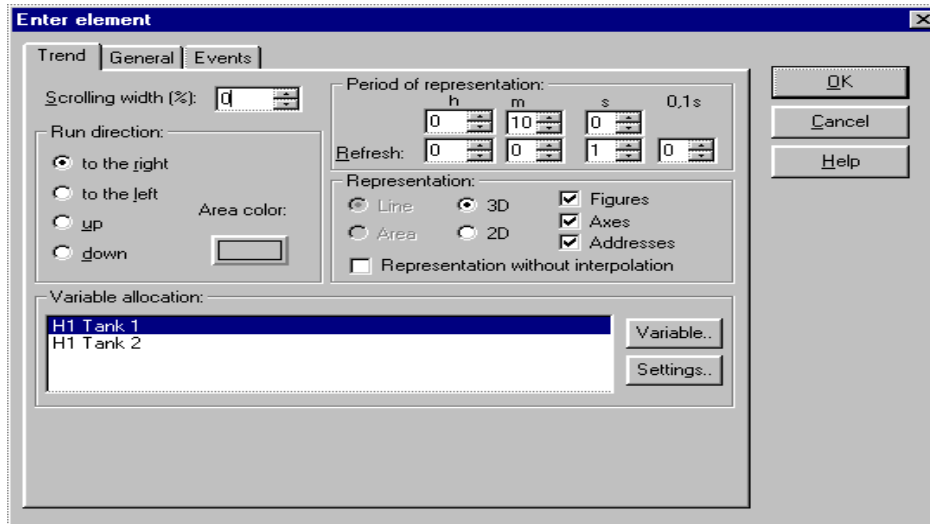 Enter element
Trend General Events
Scrolling width (%): 0
Period of representation:
h m s 0,1s
0 10 0
Refresh: 0 0 1 0
Run direction:
to the right
to the left
up
down
Area color:
Representation:
Line 3D Figures
Area 2D Axes
Addresses
Representation without interpolation
Variable allocation:
H1 Tank 1
H1 Tank 2
Variable..
Settings..
OK
Cancel
Help